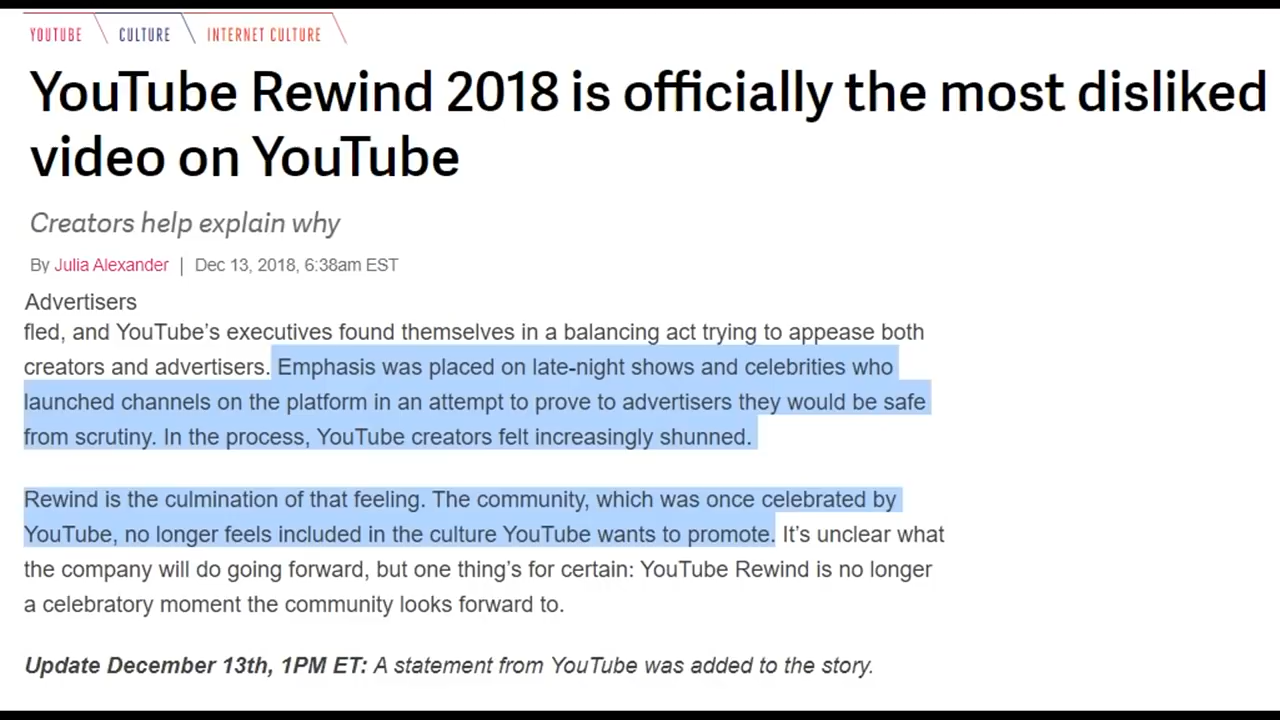 YOUTUBE CULTURE INTERNET CULTURE
YouTube Rewind 2018 is officially the most disliked
video on YouTube
Creators help explain why
By Julia Alexander | Dec 13, 2018, 6:38am EST
Advertisers
fled, and YouTube’s executives found themselves in a balancing act trying to appease both
creators and advertisers. Emphasis was placed on late-night shows and celebrities who
launched channels on the platform in an attempt to prove to advertisers they would be safe
from scrutiny. In the process, YouTube creators felt increasingly shunned.
Rewind is the culmination of that feeling. The community, which was once celebrated by
YouTube, no longer feels included in the culture YouTube wants to promote. It’s unclear what
the company will do going forward, but one thing’s for certain: YouTube Rewind is no longer
a celebratory moment the community looks forward to.
Update December 13th, 1PM ET: A statement from YouTube was added to the story.